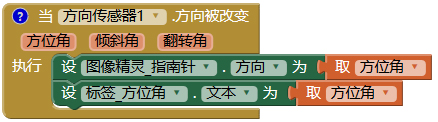 ? 当 方向传感器1 .方向被改变
方位角 倾斜角 翻转角
执行 设 图像精灵_指南针 . 方向 为 取 方位角
设 标签_方位角 . 文本 为 取 方位角